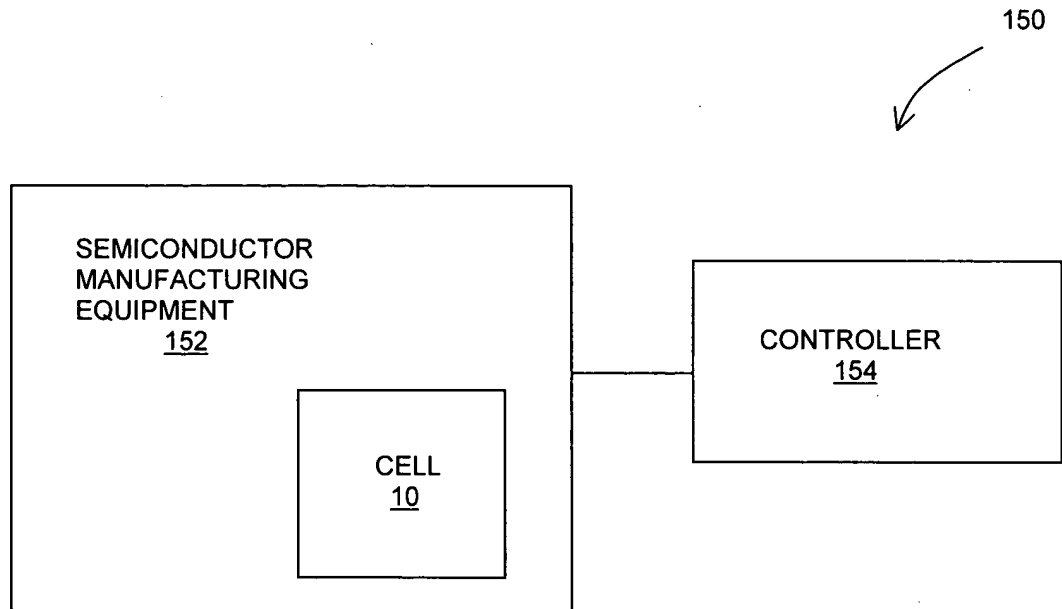 150
SEMICONDUCTOR
MANUFACTURING
EQUIPMENT
152
CONTROLLER
154
CELL
10